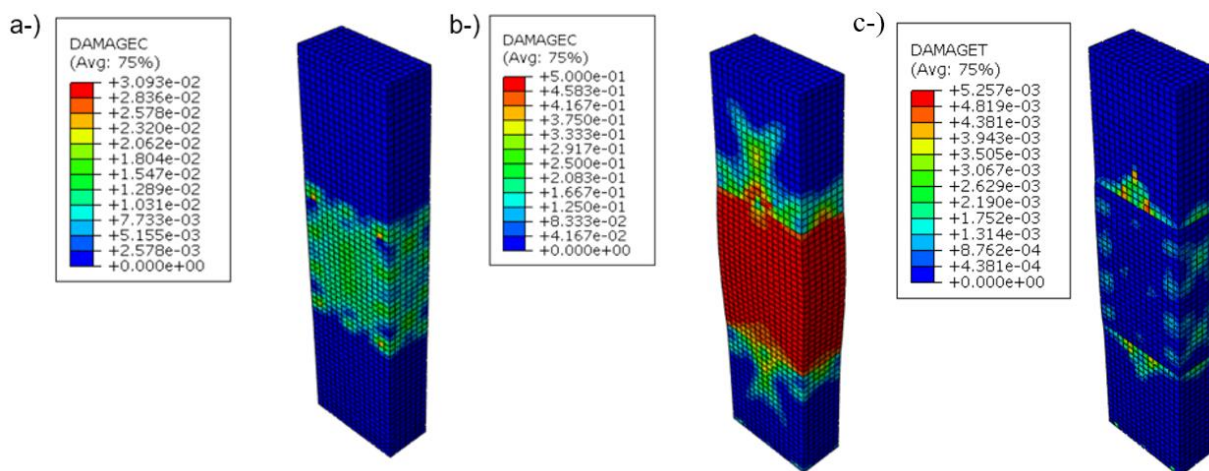 a-)
DAMAGEC
(Avg: 75%)
+3.093e-02
+2.836e-02
+2.578e-02
+2.320e-02
+2.062e-02
+1.804e-02
+1.547e-02
+1.289e-02
+1.031e-02
+7.733e-03
+5.155e-03
+2.578e-03
+0.000e+00
b-)
DAMAGEC
(Avg: 75%)
+5.000e-01
+4.583e-01
+4.167e-01
+3.750e-01
+3.333e-01
+2.917e-01
+2.500e-01
+2.083e-01
+1.667e-01
+1.250e-01
+8.333e-02
+4.167e-02
+0.000e+00
c-)
DAMAGET
(Avg: 75%)
+5.257e-03
+4.819e-03
+4.381e-03
+3.943e-03
+3.505e-03
+3.067e-03
+2.629e-03
+2.190e-03
+1.752e-03
+1.314e-03
+8.762e-04
+4.381e-04
+0.000e+00